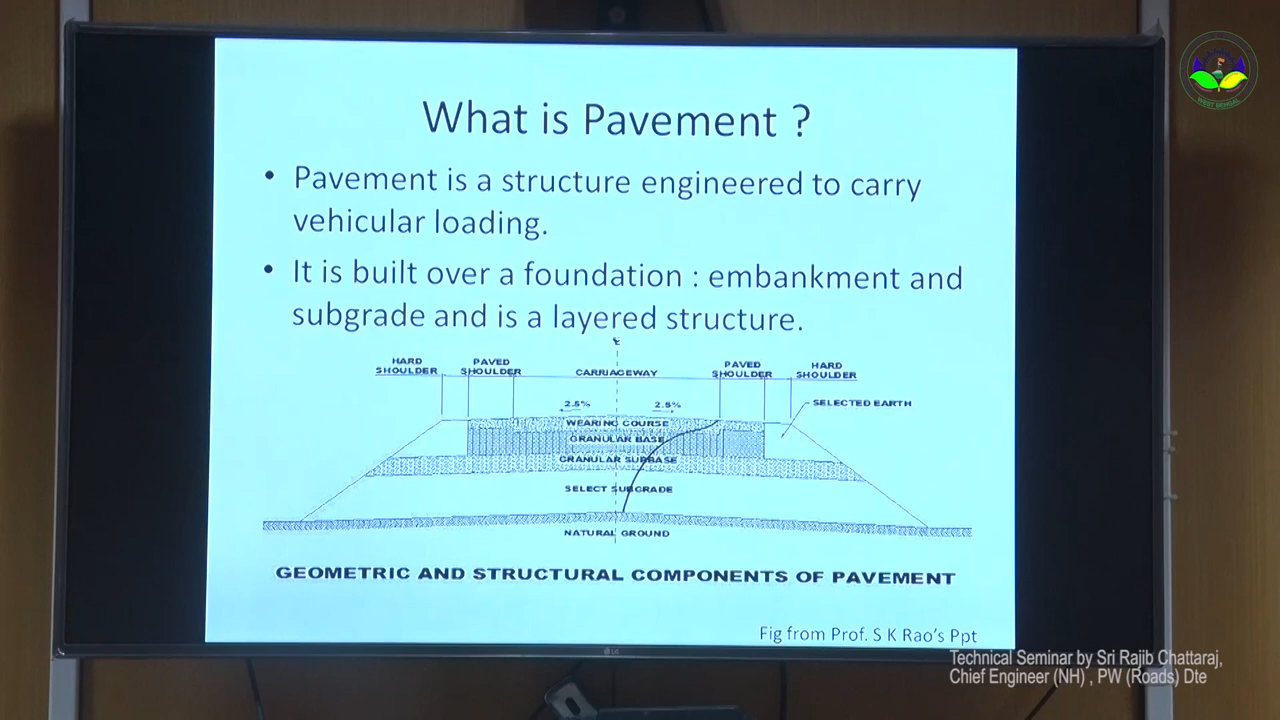 What is Pavement ?
• Pavement is a structure engineered to carry
vehicular loading.
• It is built over a foundation : embankment and
subgrade and is a layered structure.
HARD SHOULDER
PAVED SHOULDER
CARRIAGEWAY
PAVED SHOULDER
HARD SHOULDER
2.5%
2.5%
SELECTED EARTH
WEARING COURSE
GRANULAR BASE
GRANULAR SUBBASE
SELECT SUBGRADE
NATURAL GROUND
GEOMETRIC AND STRUCTURAL COMPONENTS OF PAVEMENT
Fig from Prof. S K Rao's Ppt
LG
WEST BENGAL
Technical Seminar by Sri Rajib Chattaraj,
Chief Engineer (NH) , PW (Roads) Dte